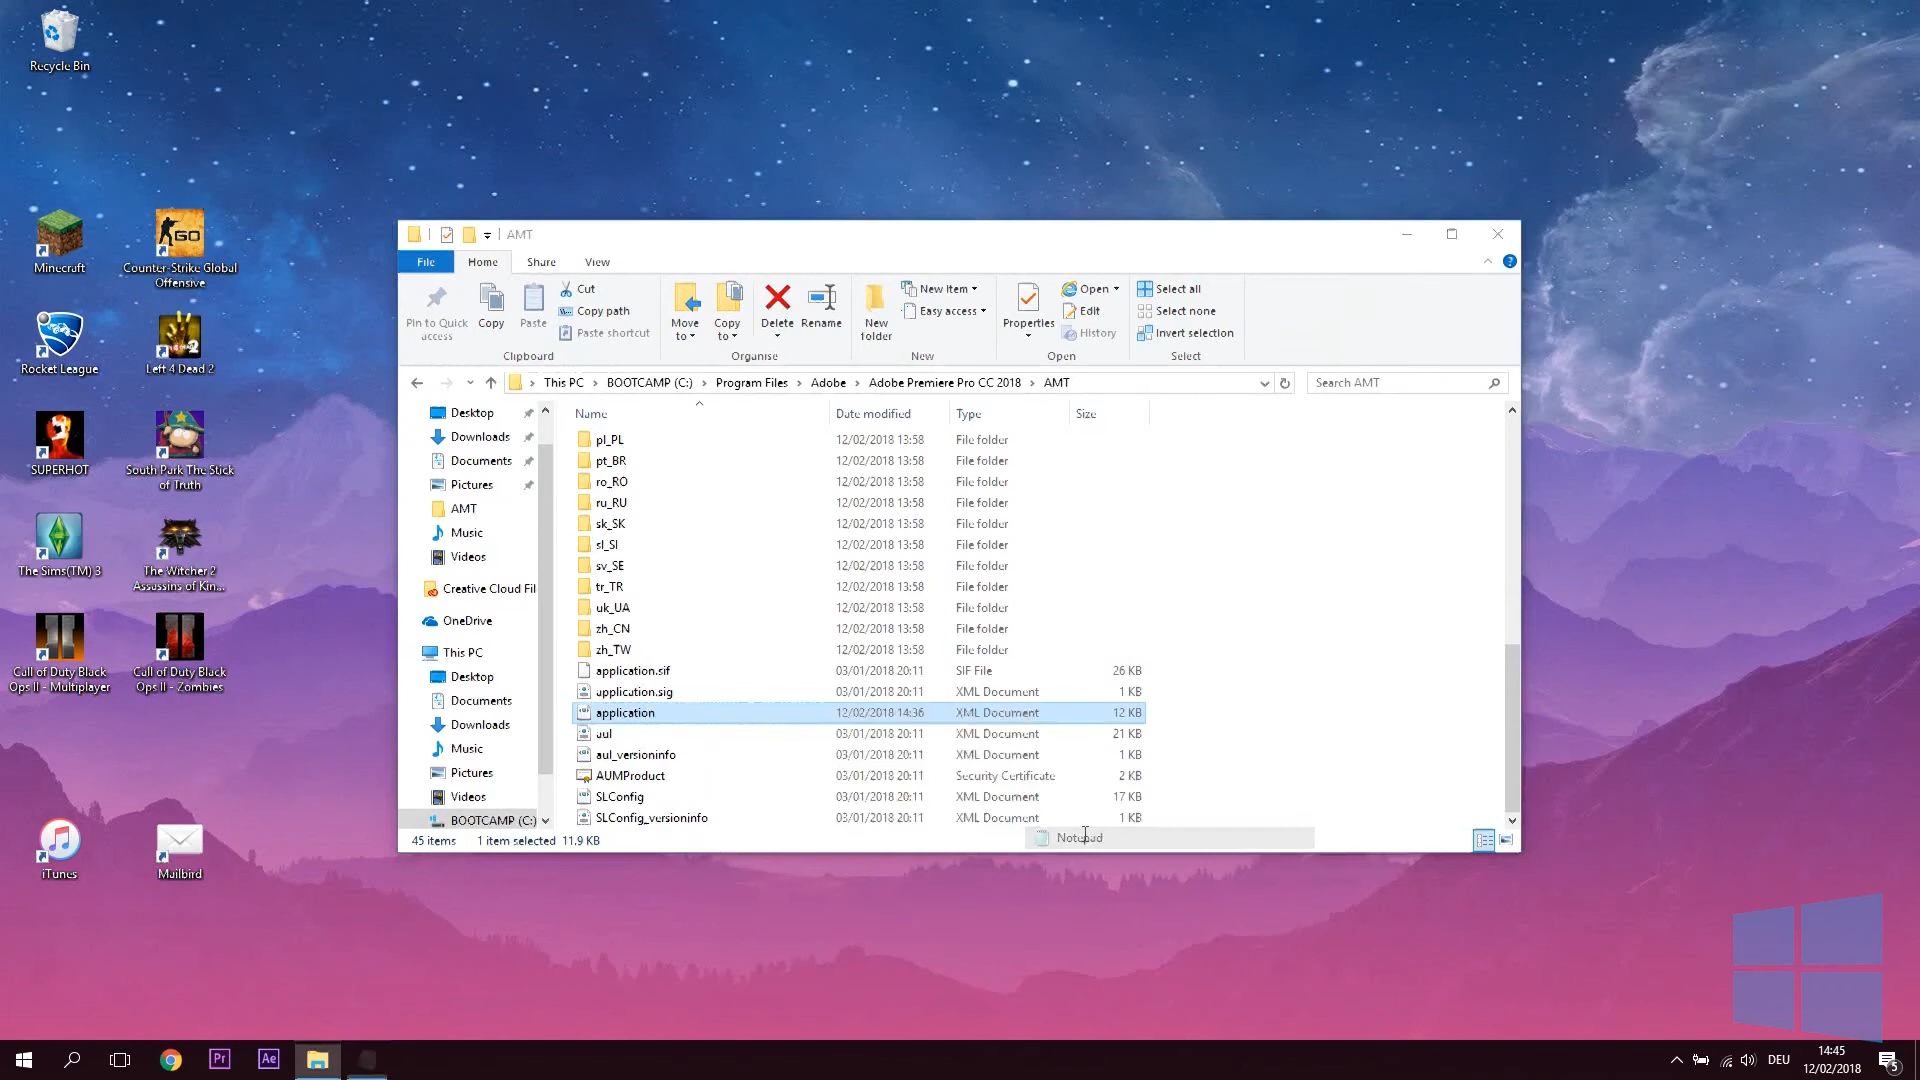 Recycle Bin
Minecraft
Counter-Strike Global
Offensive
Rocket League
Left 4 Dead 2
SUPERHOT
South Park The Stick
of Truth
The Sims(TM) 3
The Witcher 2
Assassins of Kin...
Call of Duty Black
Ops II - Multiplayer
Call of Duty Black
Ops II - Zombies
iTunes
Mailbird
AMT
File Home Share View
Pin to Quick
access
Copy
Paste
Cut
Copy path
Paste shortcut
Clipboard
Move
to
Copy
to
Delete
Rename
Organise
New
folder
New item
Easy access
New
Properties
Open
Edit
History
Open
Select all
Select none
Invert selection
Select
This PC > BOOTCAMP (C:) > Program Files > Adobe > Adobe Premiere Pro CC 2018 > AMT
Search AMT
Desktop
Downloads
Documents
Pictures
AMT
Music
Videos
Creative Cloud Fil
OneDrive
This PC
Desktop
Documents
Downloads
Music
Pictures
Videos
BOOTCAMP (C:)
Name Date modified Type Size
pl_PL 12/02/2018 13:58 File folder
pt_BR 12/02/2018 13:58 File folder
ro_RO 12/02/2018 13:58 File folder
ru_RU 12/02/2018 13:58 File folder
sk_SK 12/02/2018 13:58 File folder
sl_SI 12/02/2018 13:58 File folder
sv_SE 12/02/2018 13:58 File folder
tr_TR 12/02/2018 13:58 File folder
uk_UA 12/02/2018 13:58 File folder
zh_CN 12/02/2018 13:58 File folder
zh_TW 12/02/2018 13:58 File folder
application.sif 03/01/2018 20:11 SIF File 26 KB
application.sig 03/01/2018 20:11 XML Document 1 KB
application 12/02/2018 14:36 XML Document 12 KB
aul 03/01/2018 20:11 XML Document 21 KB
aul_versioninfo 03/01/2018 20:11 XML Document 1 KB
AUMProduct 03/01/2018 20:11 Security Certificate 2 KB
SLConfig 03/01/2018 20:11 XML Document 17 KB
SLConfig_versioninfo 03/01/2018 20:11 XML Document 1 KB
Notepad
45 items 1 item selected 11.9 KB
Pr
Ae
DEU
14:45
12/02/2018
5